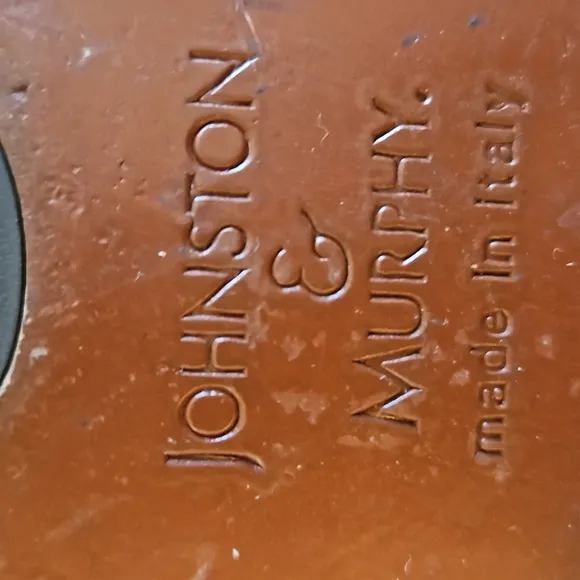 JOHNSTON
&
MURPHY.
made in italy